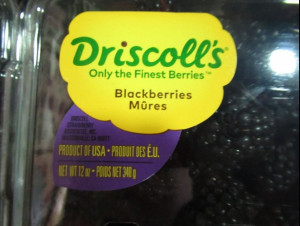 Driscoll's
Only the Finest Berries™
Blackberries
Mûres
PRODUCT OF USA • PRODUIT DES É.U.
NET WT 12 oz • POIDS NET 340 g